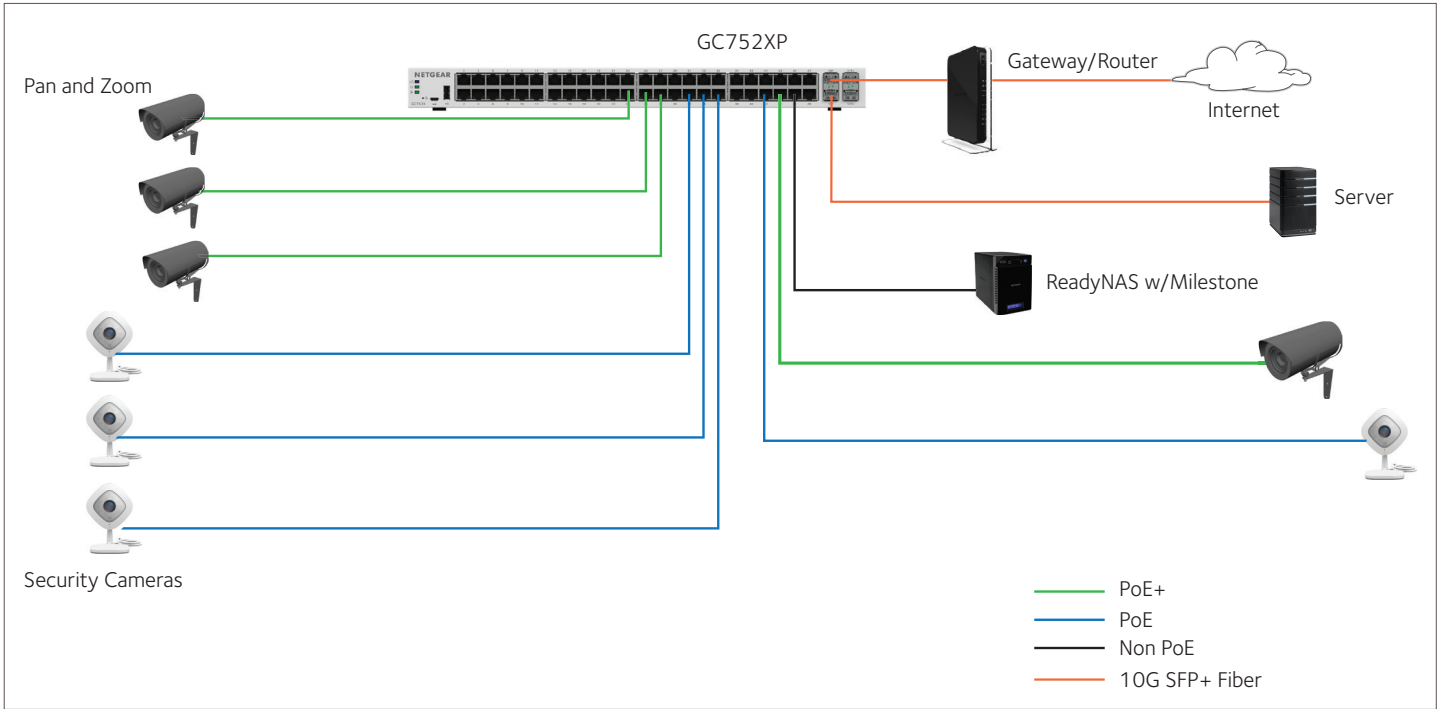 GC752XP
Pan and Zoom
NETGEAR
Gateway/Router
Internet
Server
ReadyNAS w/Milestone
Security Cameras
PoE+
PoE
Non PoE
10G SFP+ Fiber